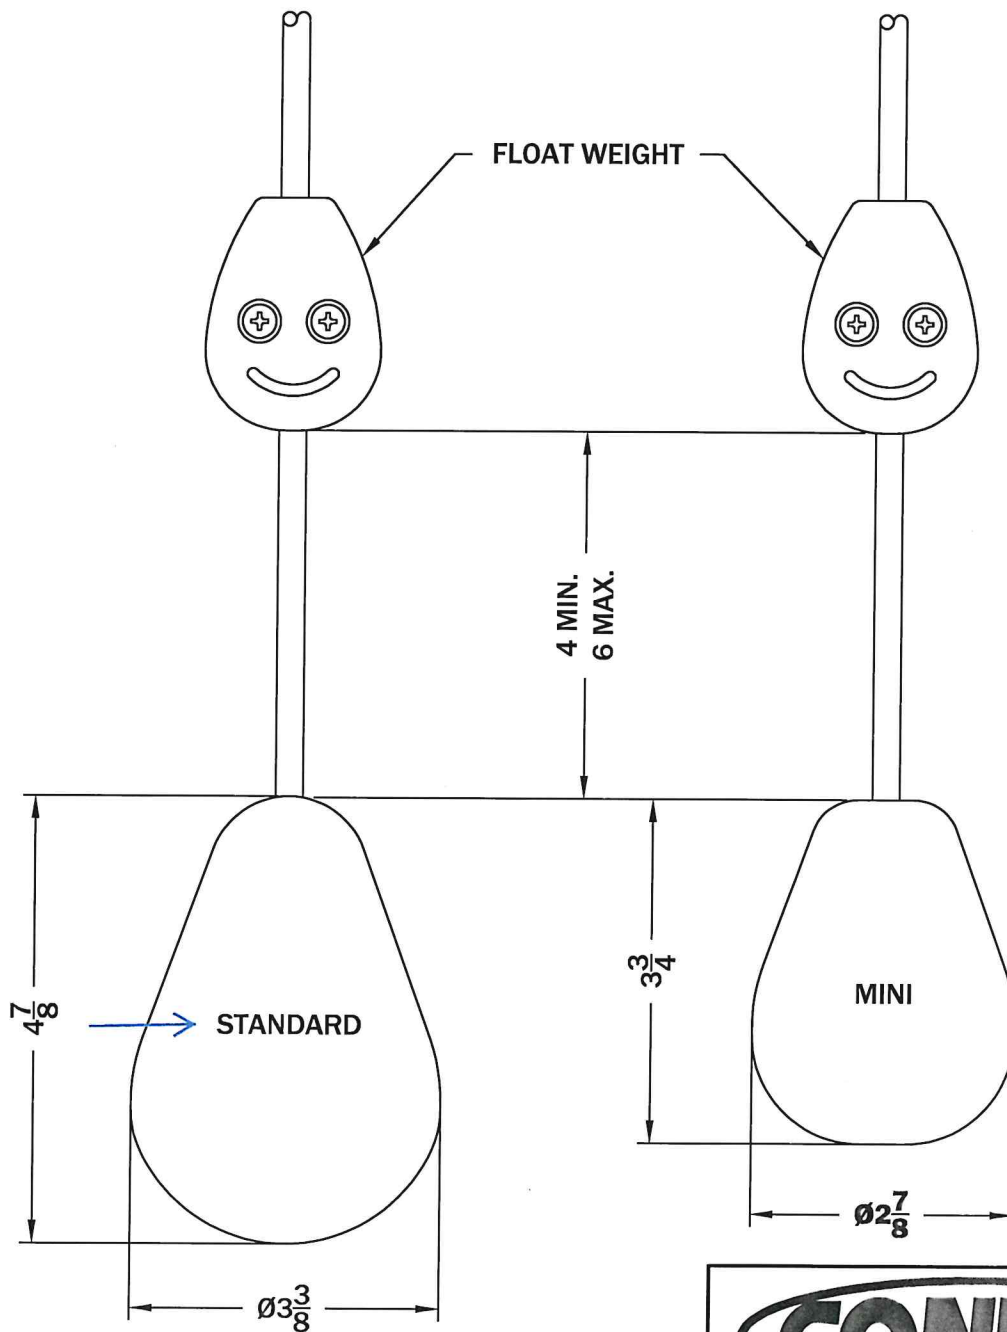 FLOAT WEIGHT
4 MIN.
6 MAX.
4 7/8
STANDARD
3 3/4
MINI
Ø2 7/8
Ø3 3/8